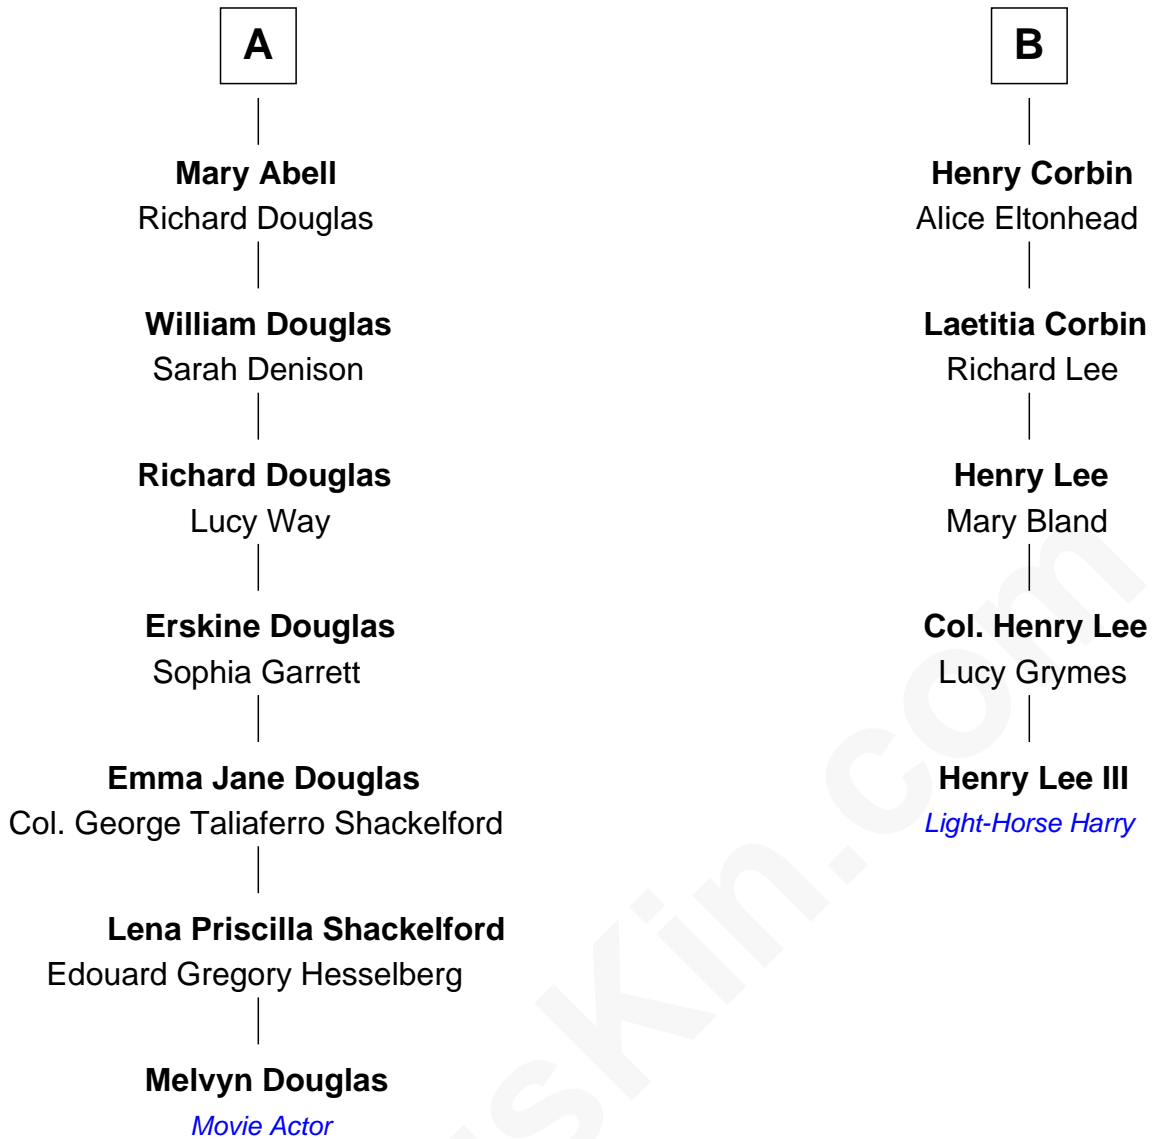 A
Mary Abell
Richard Douglas
William Douglas
Sarah Denison
Richard Douglas
Lucy Way
Erskine Douglas
Sophia Garrett
Emma Jane Douglas
Col. George Taliaferro Shackelford
Lena Priscilla Shackelford
Edouard Gregory Hesselberg
Melvyn Douglas
Movie Actor
B
Henry Corbin
Alice Eltonhead
Laetitia Corbin
Richard Lee
Henry Lee
Mary Bland
Col. Henry Lee
Lucy Grymes
Henry Lee III
Light-Horse Harry
sKin.com